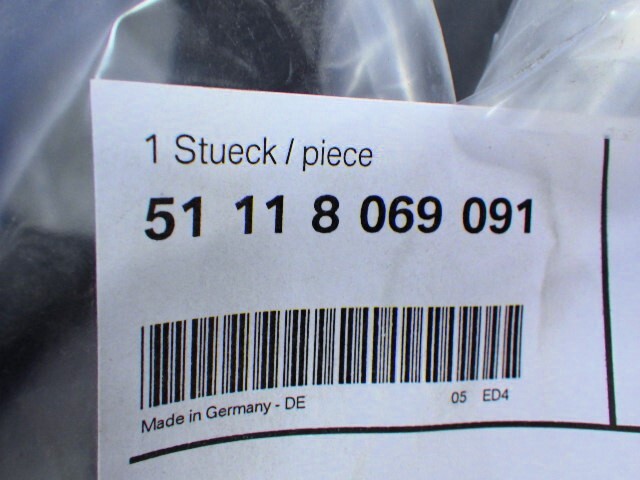 1 Stueck / piece
51 11 8 069 091
Made in Germany - DE 05 ED4